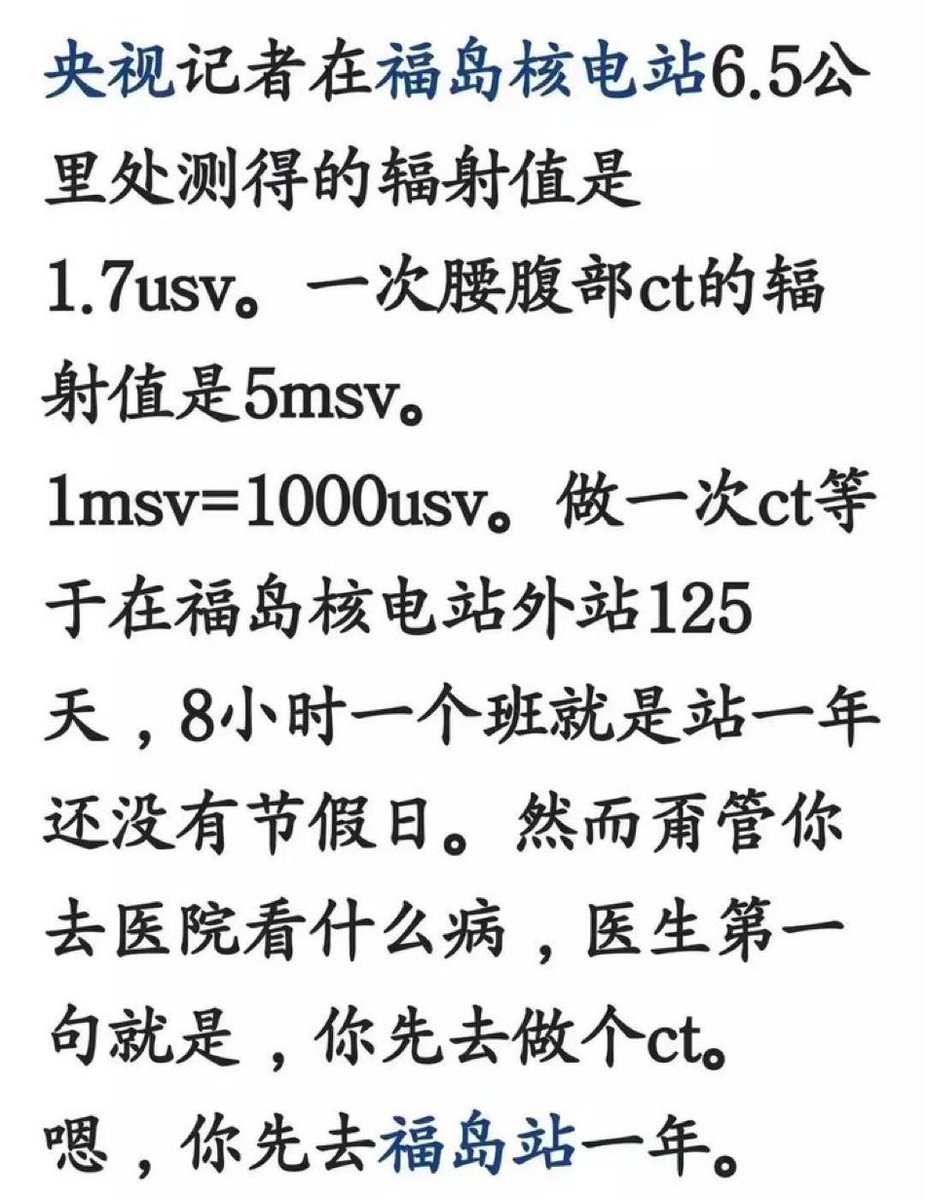 央视记者在福岛核电站6.5公
里处测得的辐射值是
1.7usv。一次腰腹部ct的辐
射值是5msv。
1msv=1000usv。做一次ct等
于在福岛核电站外站125
天，8小时一个班就是站一年
还没有节假日。然而甭管你
去医院看什么病，医生第一
句就是，你先去做个ct。
嗯，你先去福岛站一年。